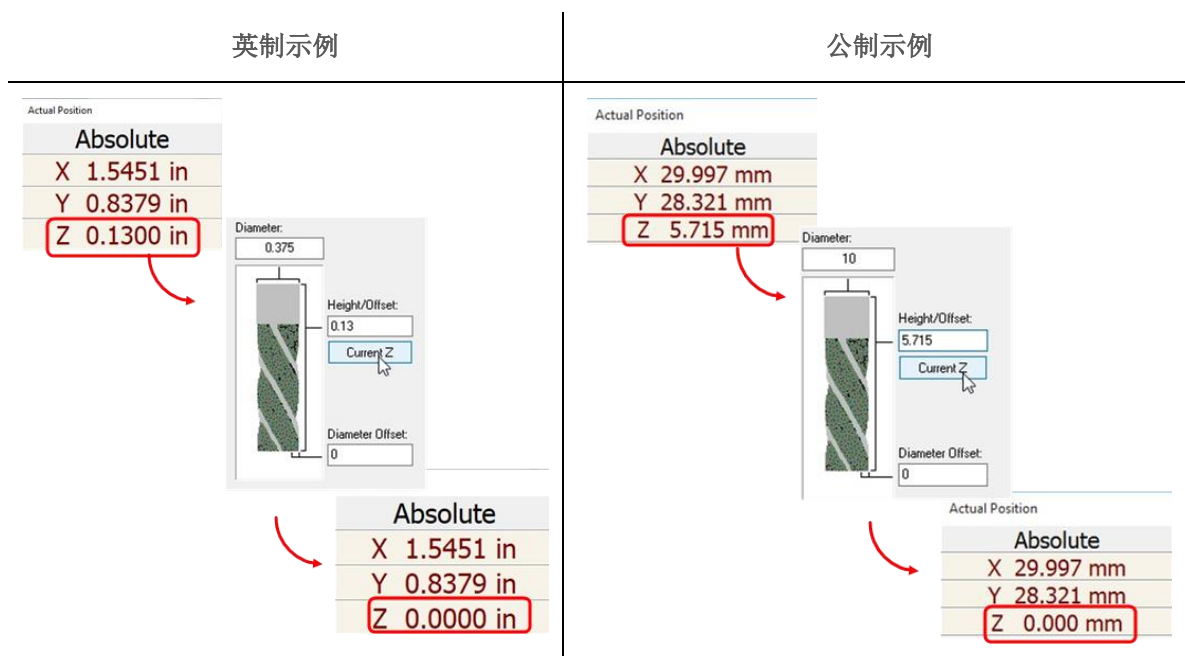 英制示例
Actual Position
Absolute
X 1.5451 in
Y 0.8379 in
Z 0.1300 in
Diameter:
0.375
Height/Offset:
0.13
Current Z
Diameter Offset:
0
Absolute
X 1.5451 in
Y 0.8379 in
Z 0.0000 in
公制示例
Actual Position
Absolute
X 29.997 mm
Y 28.321 mm
Z 5.715 mm
Diameter:
10
Height/Offset:
5.715
Current Z
Diameter Offset:
0
Actual Position
Absolute
X 29.997 mm
Y 28.321 mm
Z 0.000 mm